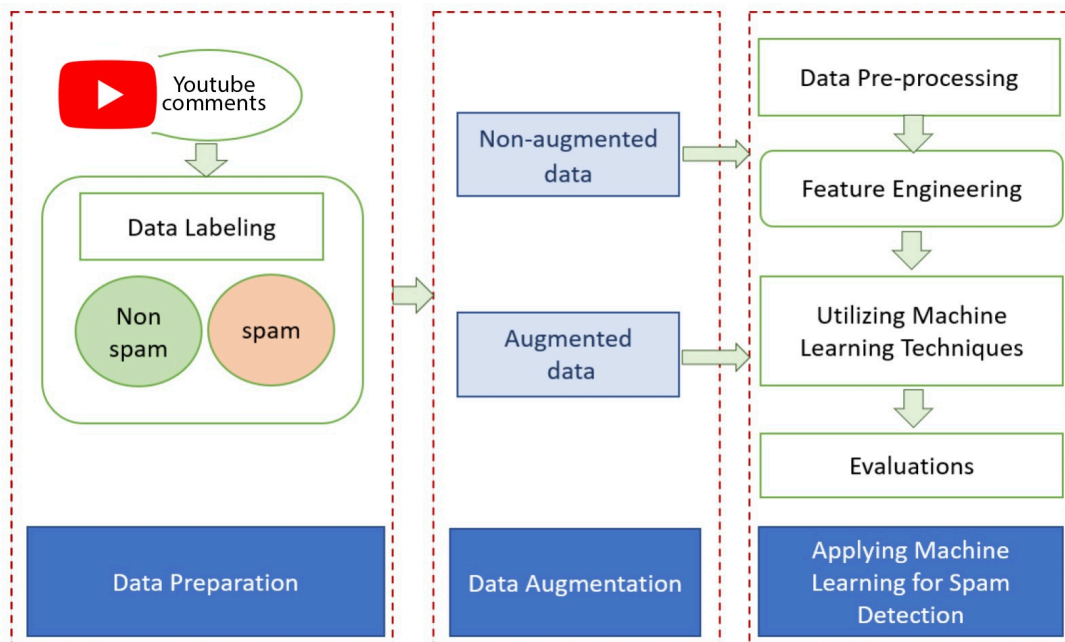 Youtube
comments
Data Labeling
Non
spam
spam
Data Preparation
Non-augmented
data
Augmented
data
Data Augmentation
Data Pre-processing
Feature Engineering
Utilizing Machine
Learning Techniques
Evaluations
Applying Machine
Learning for Spam
Detection